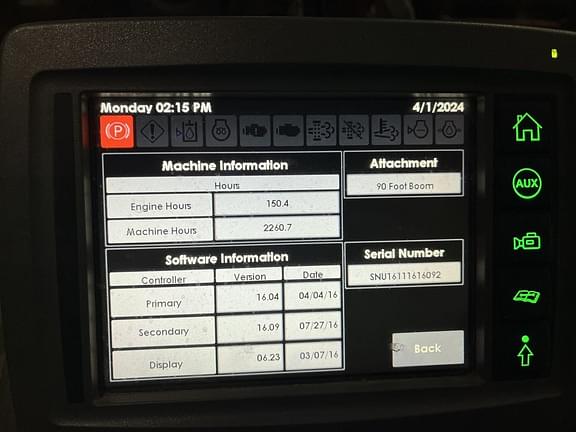 Monday 02:15 PM 4/1/2024
P
Machine Information
Hours
Engine Hours 150.4
Machine Hours 2260.7
Attachment
90 Foot Boom
Software Information
Controller Version Date
Primary 16.04 04/04/16
Secondary 16.09 07/27/16
Display 06.23 03/07/16
Serial Number
SNU16111616092
Back
AUX